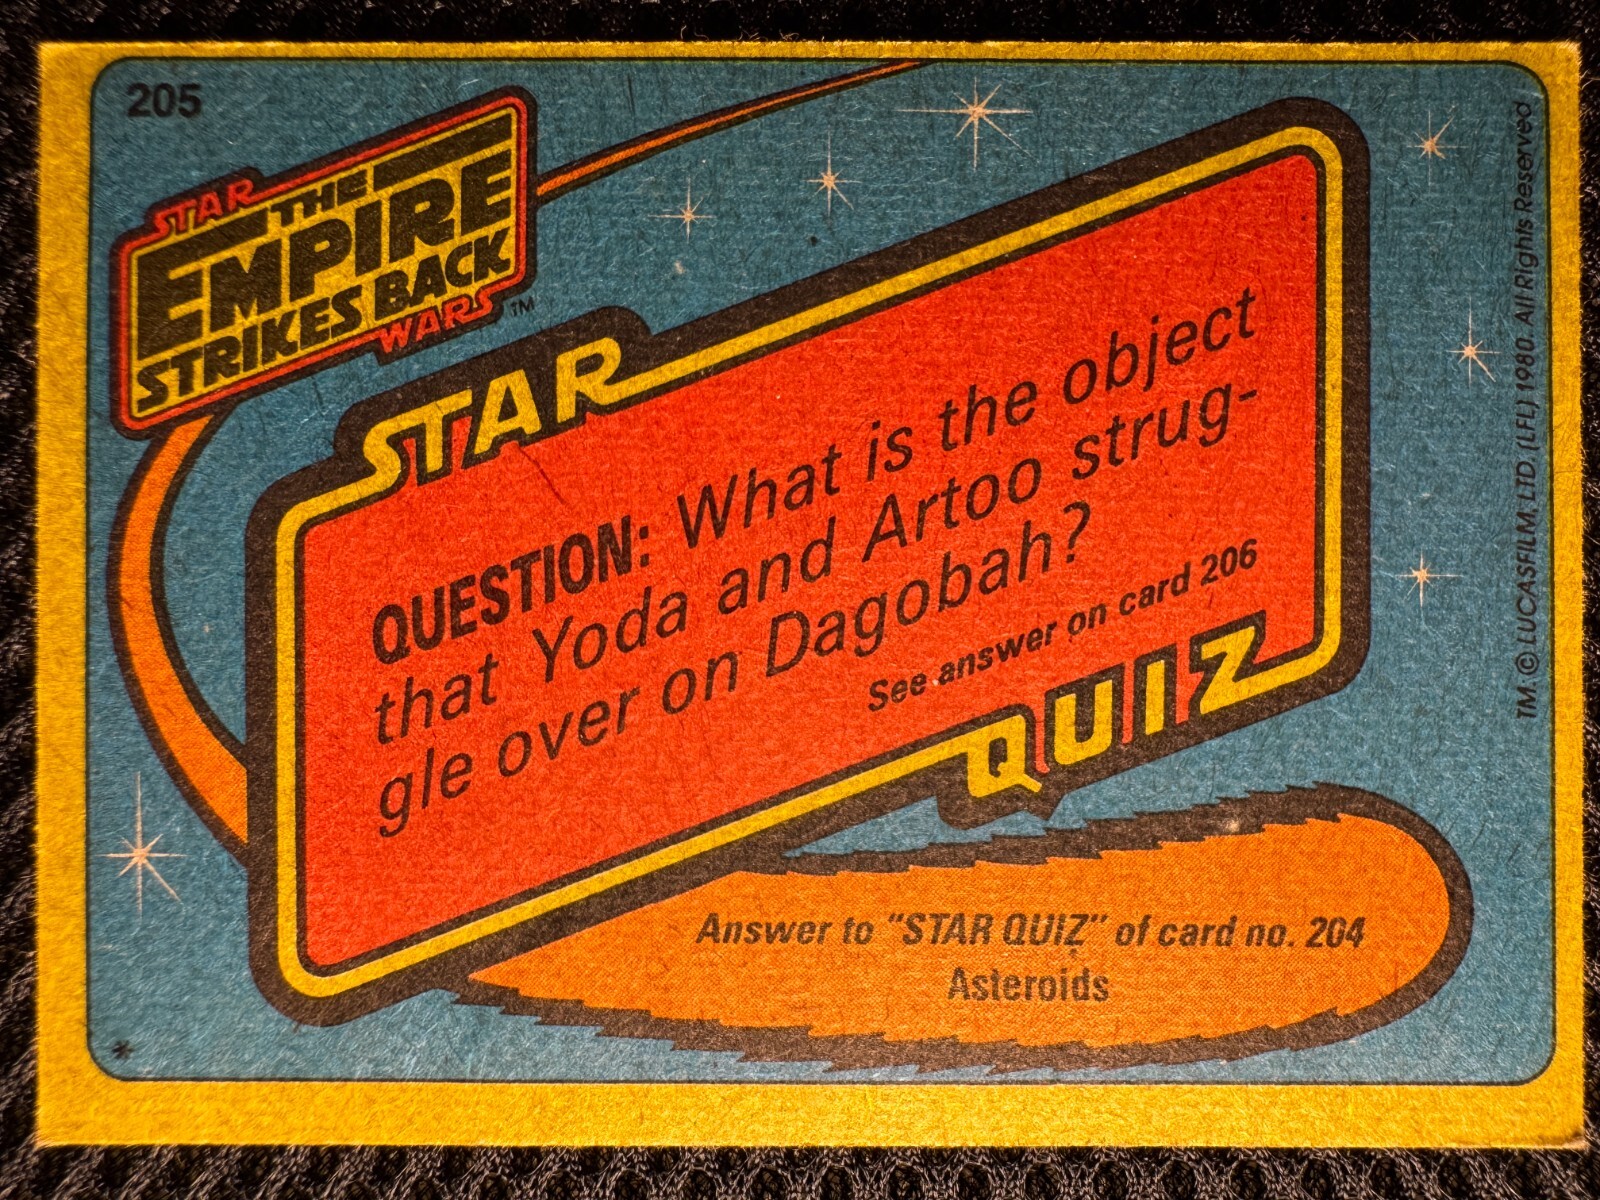 205
STAR
THE
EMPIRE
STRIKES BACK
WARS TM
STAR
QUESTION: What is the object
that Yoda and Artoo strug-
gle over on Dagobah?
See answer on card 206
QUIZ
Answer to "STAR QUIZ" of card no. 204
Asteroids
*
TM, © LUCASFILM, LTD. (LFL) 1980. All Rights Reserved